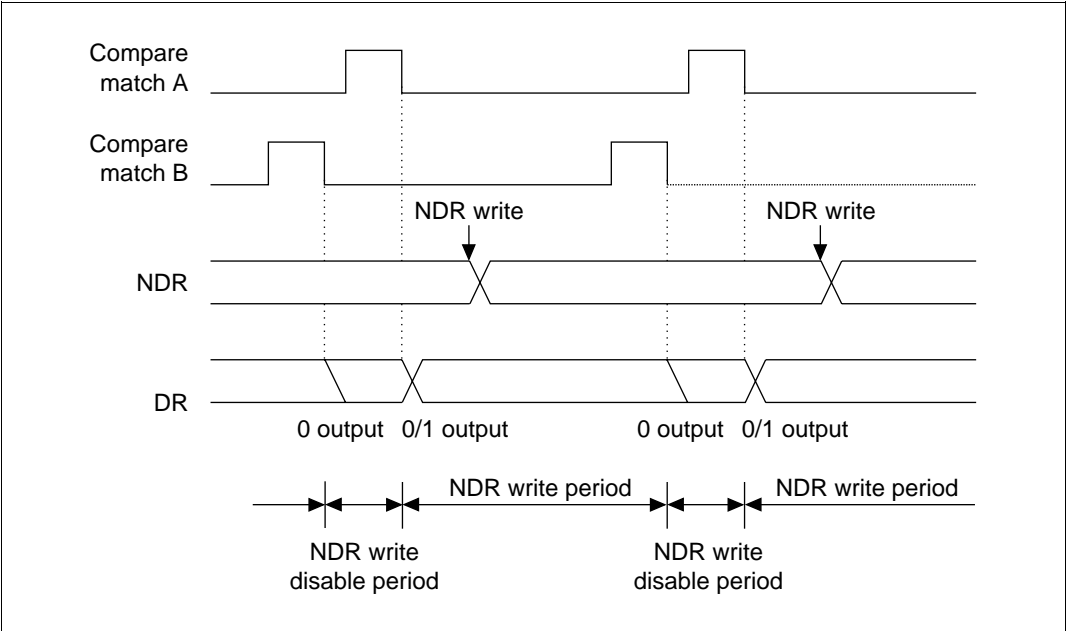 Compare
match A
Compare
match B
NDR write NDR write
NDR
DR
0 output 0/1 output 0 output 0/1 output
NDR write period NDR write period
NDR write
disable period
NDR write
disable period